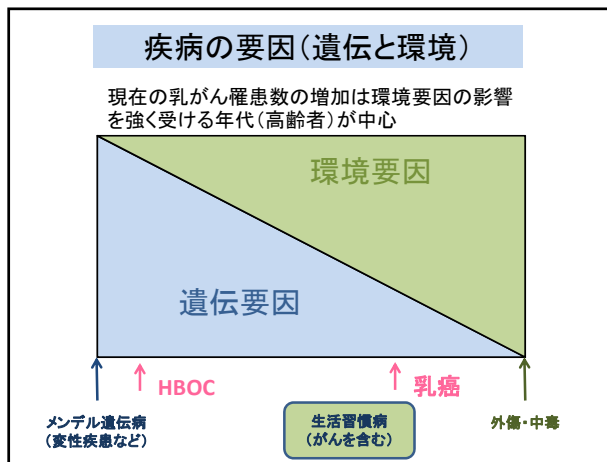 疾病の要因(遺伝と環境)
現在の乳がん罹患数の増加は環境要因の影響
を強く受ける年代(高齢者)が中心
環境要因
遺伝要因
HBOC
乳癌
メンデル遺伝病
(変性疾患など)
生活習慣病
(がんを含む)
外傷・中毒